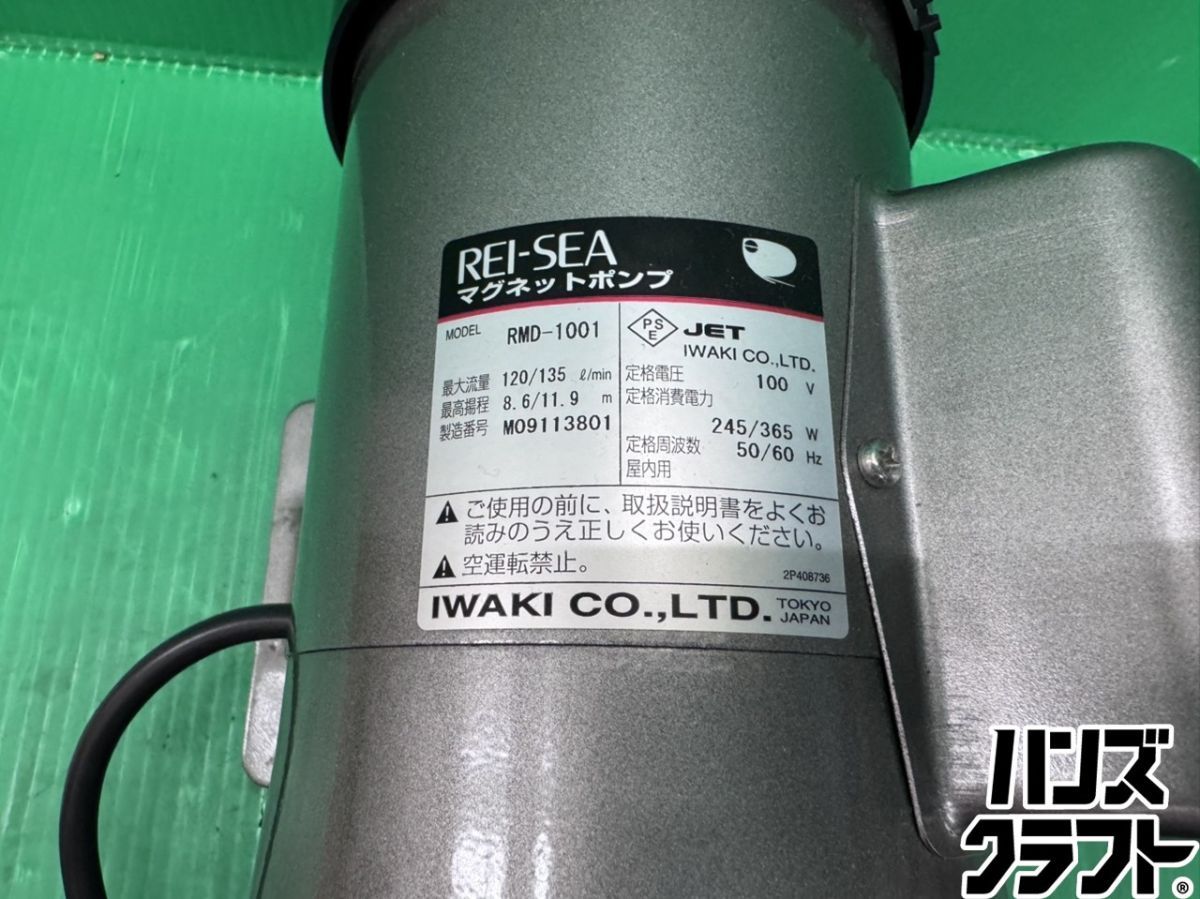 REI-SEA
マグネットポンプ
MODEL RMD-1001
最大流量 120/135 ℓ/min
最高揚程 8.6/11.9 m
製造番号 M09113801
PS
E
JET
IWAKI CO.,LTD.
定格電圧 100 V
定格消費電力
245/365 W
定格周波数 50/60 Hz
屋内用
ご使用の前に、取扱説明書をよくお
読みのうえ正しくお使いください。
空運転禁止。
2P408736
IWAKI CO.,LTD. TOKYO
JAPAN
ハンズ
クラフト®